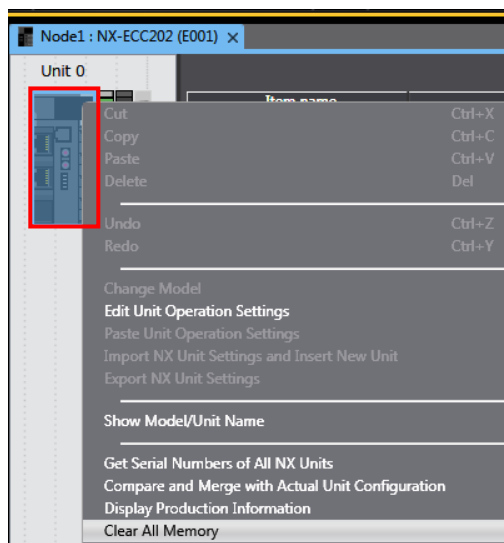 Node1 : NX-ECC202 (E001) ×
Unit 0
Item name
Cut Ctrl+X
Copy Ctrl+C
Paste Ctrl+V
Delete Del
Undo Ctrl+Z
Redo Ctrl+Y
Change Model
Edit Unit Operation Settings
Paste Unit Operation Settings
Import NX Unit Settings and Insert New Unit
Export NX Unit Settings
Show Model/Unit Name
Get Serial Numbers of All NX Units
Compare and Merge with Actual Unit Configuration
Display Production Information
Clear All Memory